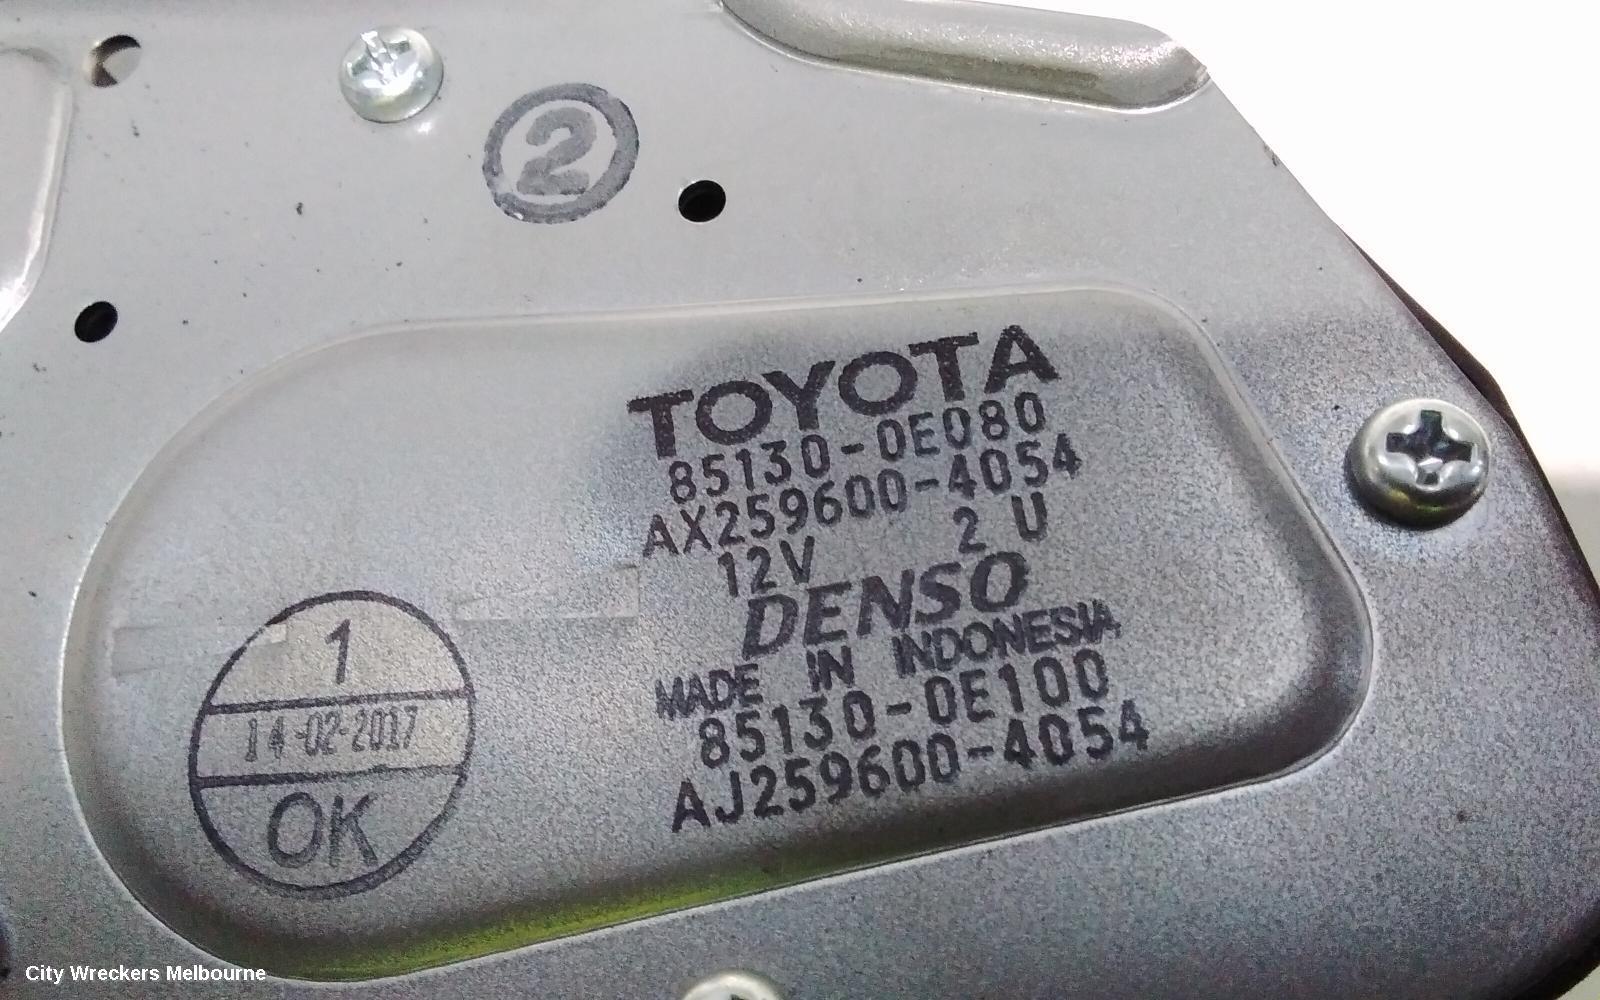 2
TOYOTA
85130-0E080
AX259600-4054
12V 2 U
DENSO
MADE IN INDONESIA
85130-0E100
AJ259600-4054
1
14-02-2017
OK
City Wreckers Melbourne